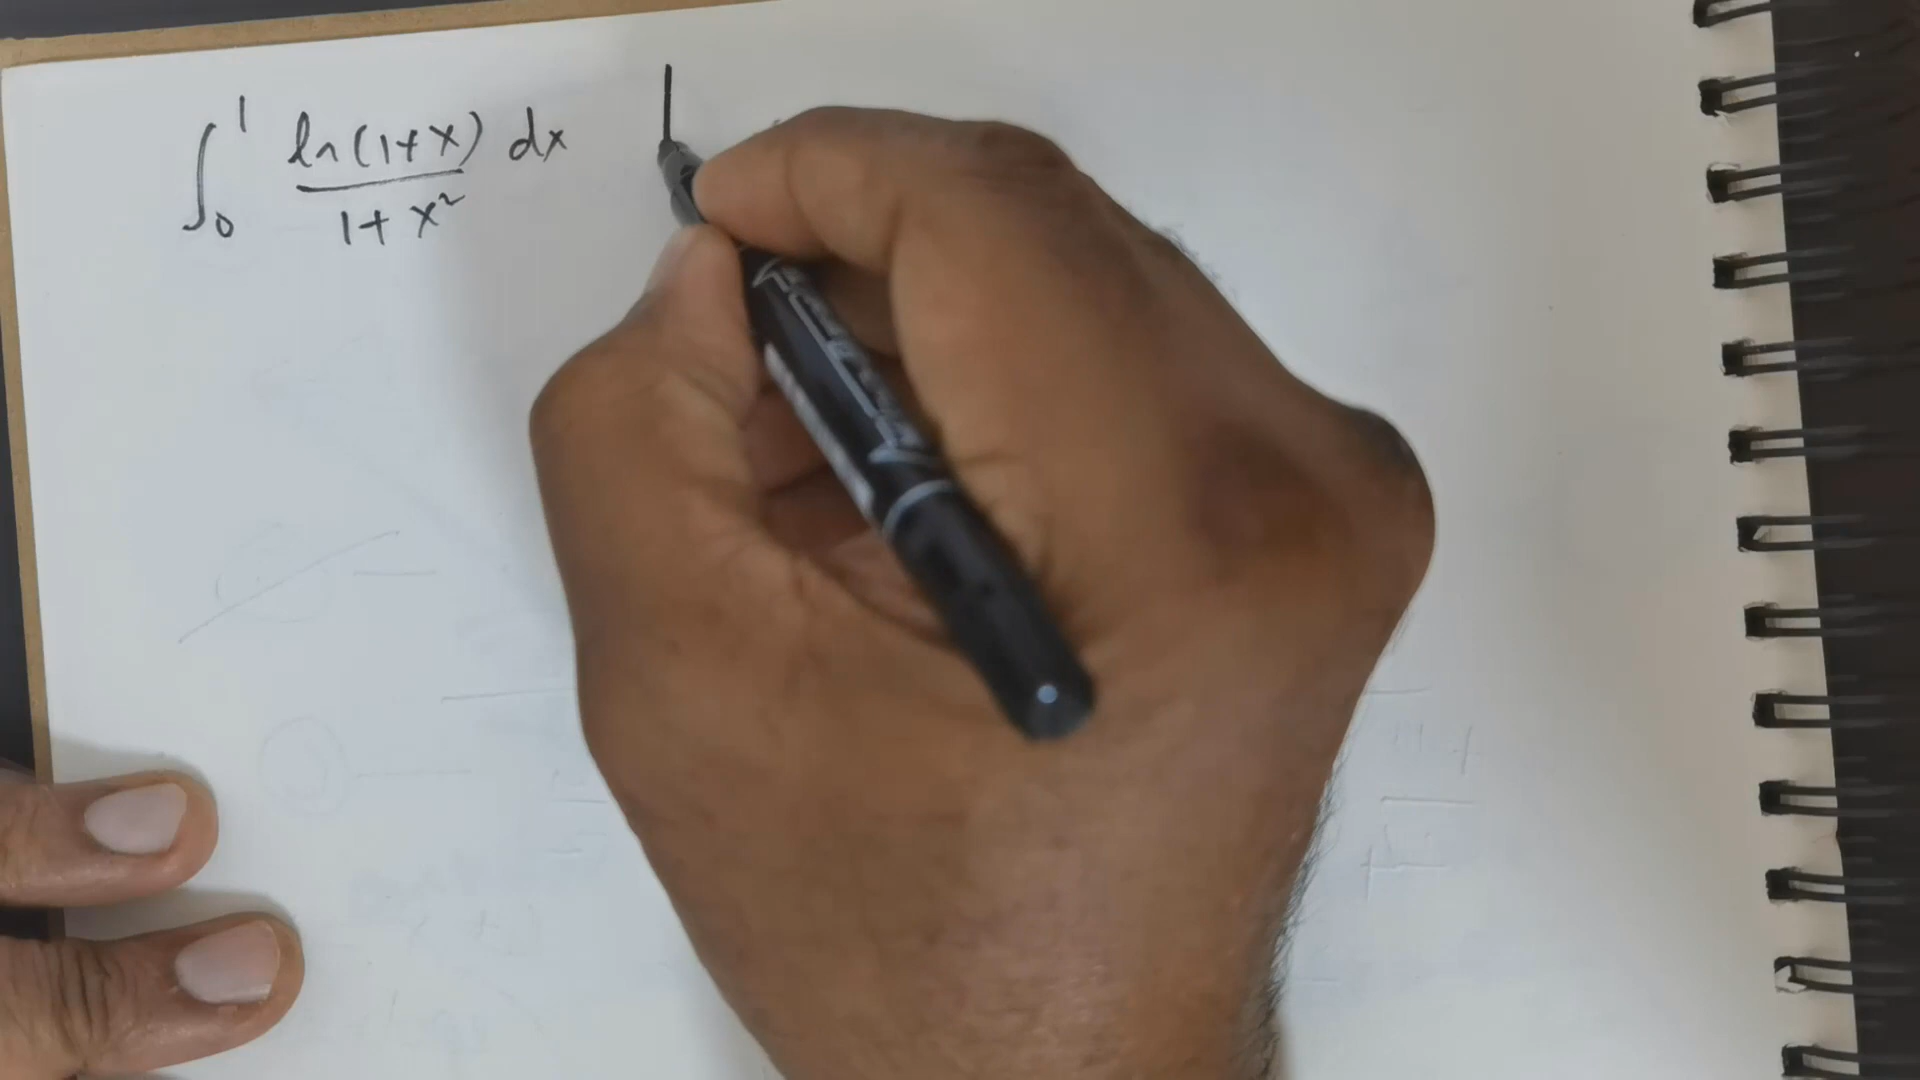 ∫₀¹ ln(1+x)/(1+x²) dx